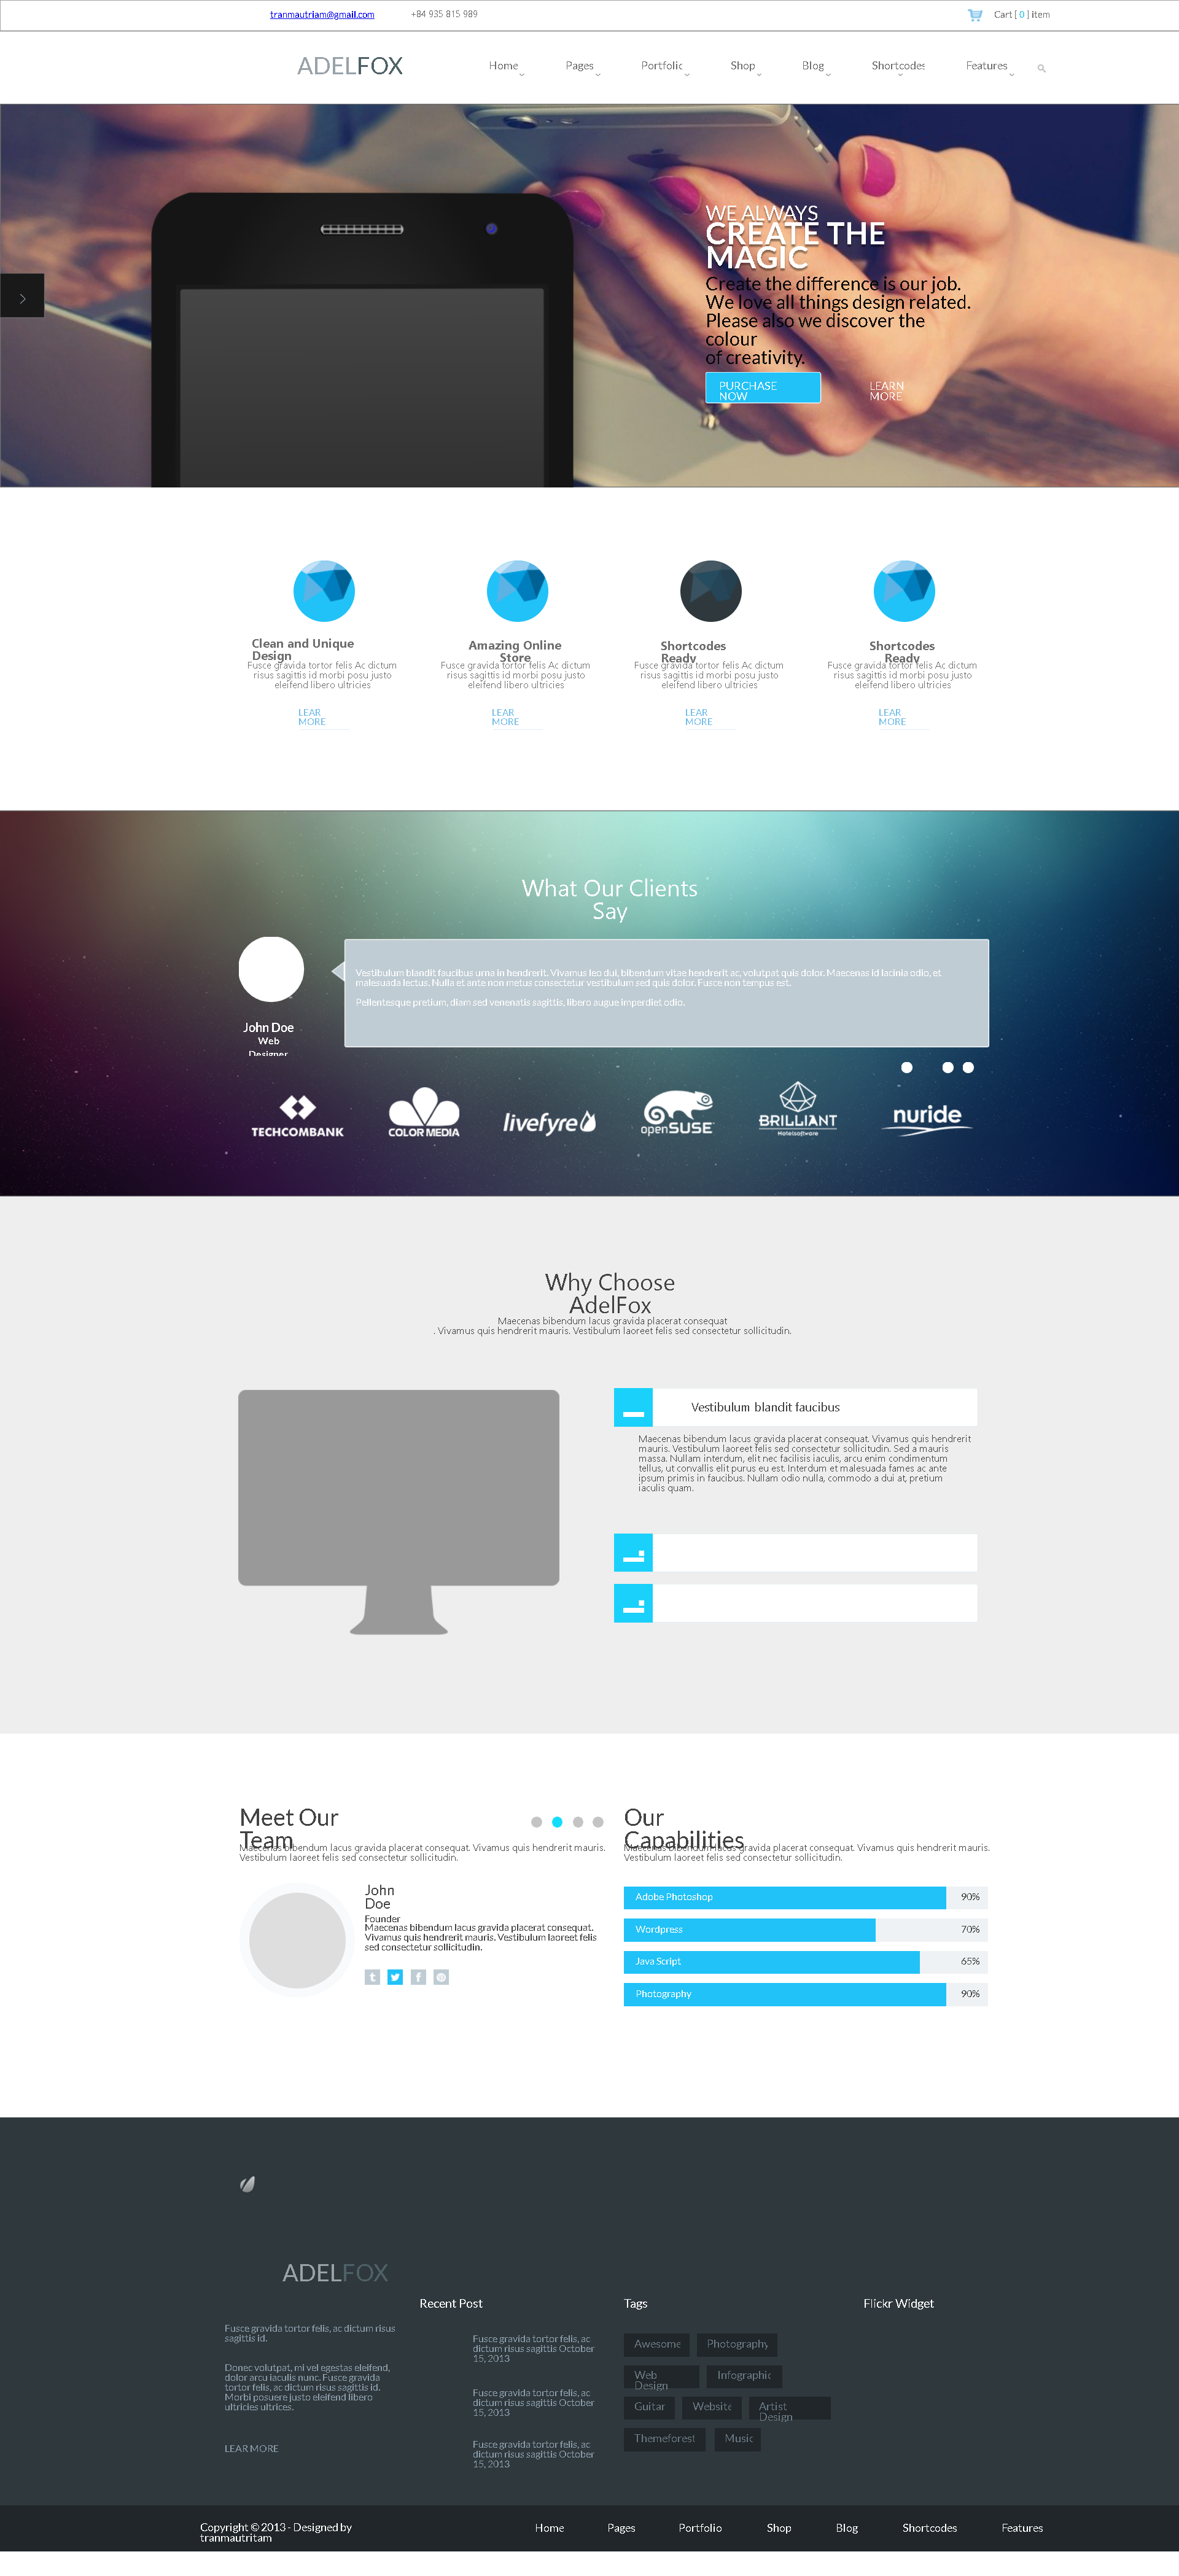 tranmautriam@gmail.com
+84 935 815 989
Cart [ 0 ] item
ADELFOX
Home
Pages
Portfolio
Shop
Blog
Shortcodes
Features
WE ALWAYS
CREATE THE
MAGIC
Create the difference is our job.
We love all things design related.
Please also we discover the
colour
of creativity.
PURCHASE
NOW
LEARN
MORE
Clean and Unique
Design
Fusce gravida tortor felis Ac dictum
risus sagittis id morbi posu justo
eleifend libero ultricies
LEAR
MORE
Amazing Online
Store
Fusce gravida tortor felis Ac dictum
risus sagittis id morbi posu justo
eleifend libero ultricies
LEAR
MORE
Shortcodes
Ready
Fusce gravida tortor felis Ac dictum
risus sagittis id morbi posu justo
eleifend libero ultricies
LEAR
MORE
Shortcodes
Ready
Fusce gravida tortor felis Ac dictum
risus sagittis id morbi posu justo
eleifend libero ultricies
LEAR
MORE
What Our Clients
Say
Vestibulum blandit faucibus urna in hendrerit. Vivamus leo dui, bibendum vitae hendrerit ac, volutpat quis dolor. Maecenas id lacinia odio, et
malesuada lectus. Nulla et ante non metus consectetur vestibulum sed quis dolor. Fusce non tempus est.
Pellentesque pretium, diam sed venenatis sagittis, libero augue imperdiet odio.
John Doe
Web
Designer
TECHCOMBANK
COLOR MEDIA
livefyre
openSUSE
BRILLIANT
Hotelsoftware
nuride
Why Choose
AdelFox
Maecenas bibendum lacus gravida placerat consequat
. Vivamus quis hendrerit mauris. Vestibulum laoreet felis sed consectetur sollicitudin.
Vestibulum blandit faucibus
Maecenas bibendum lacus gravida placerat consequat. Vivamus quis hendrerit
mauris. Vestibulum laoreet felis sed consectetur sollicitudin. Sed a mauris
massa. Nullam interdum, elit nec facilisis iaculis, arcu enim condimentum
tellus, ut convallis elit purus eu est. Interdum et malesuada fames ac ante
ipsum primis in faucibus. Nullam odio nulla, commodo a dui at, pretium
iaculis quam.
Meet Our
Team
Maecenas bibendum lacus gravida placerat consequat. Vivamus quis hendrerit mauris.
Vestibulum laoreet felis sed consectetur sollicitudin.
John
Doe
Founder
Maecenas bibendum lacus gravida placerat consequat.
Vivamus quis hendrerit mauris. Vestibulum laoreet felis
sed consectetur sollicitudin.
Our
Capabilities
Maecenas bibendum lacus gravida placerat consequat. Vivamus quis hendrerit mauris.
Vestibulum laoreet felis sed consectetur sollicitudin.
Adobe Photoshop 90%
Wordpress 70%
Java Script 65%
Photography 90%
ADELFOX
Fusce gravida tortor felis, ac dictum risus
sagittis id.
Donec volutpat, mi vel egestas eleifend,
dolor arcu iaculis nunc. Fusce gravida
tortor felis, ac dictum risus sagittis id.
Morbi posuere justo eleifend libero
ultricies ultrices.
LEAR MORE
Recent Post
Fusce gravida tortor felis, ac
dictum risus sagittis October
15, 2013
Fusce gravida tortor felis, ac
dictum risus sagittis October
15, 2013
Fusce gravida tortor felis, ac
dictum risus sagittis October
15, 2013
Tags
Awesome
Photography
Web
Design
Infographic
Guitar
Website
Artist
Design
Themeforest
Music
Flickr Widget
Copyright © 2013 - Designed by
tranmautritam
Home
Pages
Portfolio
Shop
Blog
Shortcodes
Features